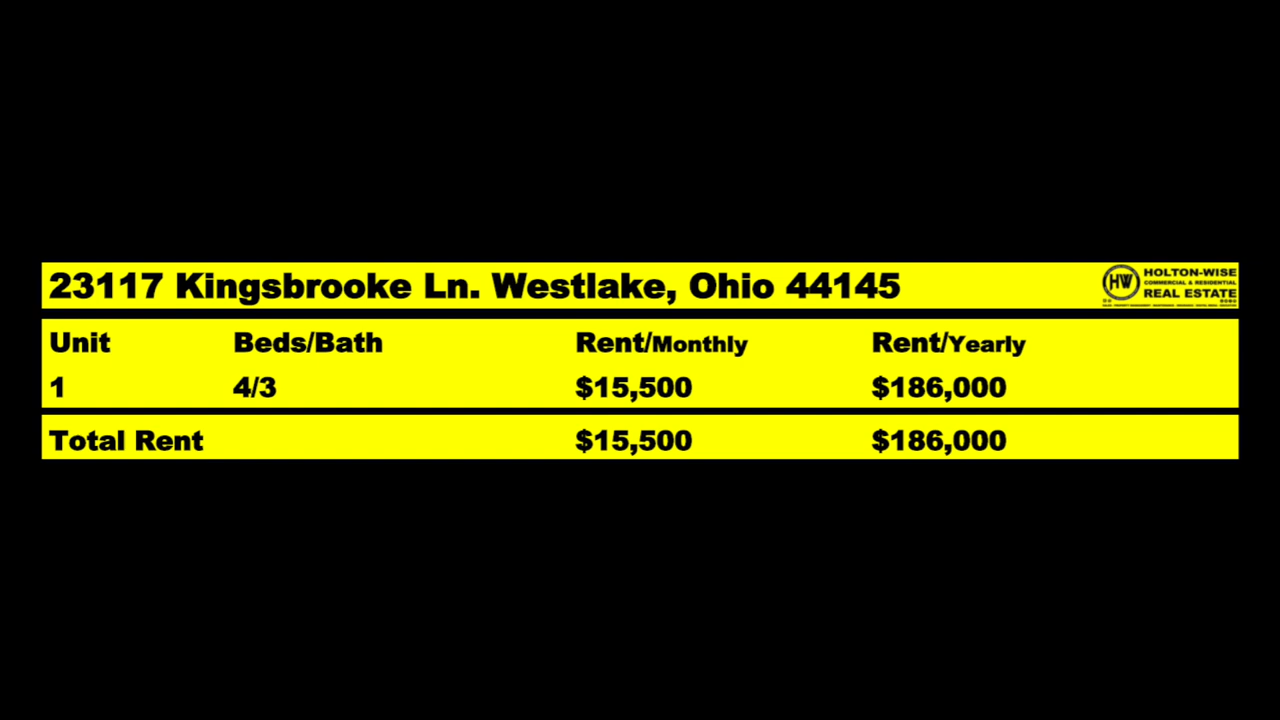 23117 Kingsbrooke Ln. Westlake, Ohio 44145
HW
HOLTON-WISE
COMMERCIAL & RESIDENTIAL
REAL ESTATE
Unit Beds/Bath Rent/Monthly Rent/Yearly
1 4/3 $15,500 $186,000
Total Rent $15,500 $186,000